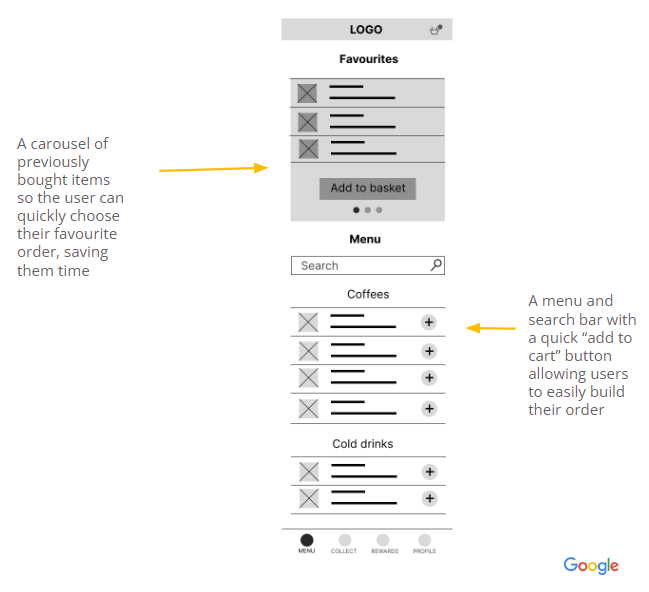 LOGO
Favourites
A carousel of
previously
bought items
so the user can
quickly choose
their favourite
order, saving
them time
Add to basket
Menu
Search
Coffees
A menu and
search bar with
a quick “add to
cart” button
allowing users
to easily build
their order
Cold drinks
MENU COLLECT REWARDS PROFILE
Google